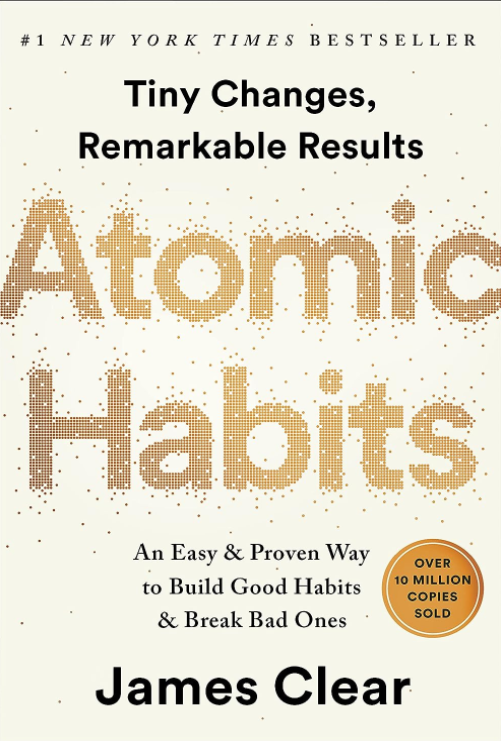 #1 NEW YORK TIMES BESTSELLER
Tiny Changes,
Remarkable Results
Atomic
Habits
An Easy & Proven Way
to Build Good Habits
& Break Bad Ones
OVER
10 MILLION
COPIES
SOLD
James Clear